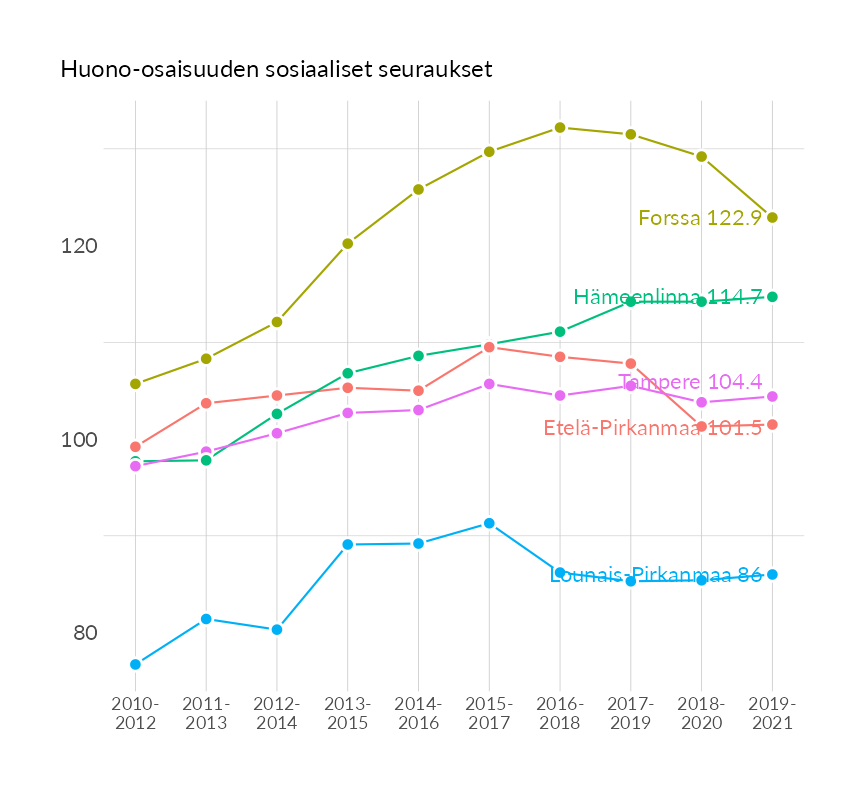 Huono-osaisuuden sosiaaliset seuraukset
Forssa 122.9
120
Hämeenlinna 114.7
Tampere 104.4
Etelä-Pirkanmaa 101.5
100
Lounais-Pirkanmaa 86
80
2010- 2011- 2012- 2013- 2014- 2015- 2016- 2017- 2018- 2019-
2012 2013 2014 2015 2016 2017 2018 2019 2020 2021